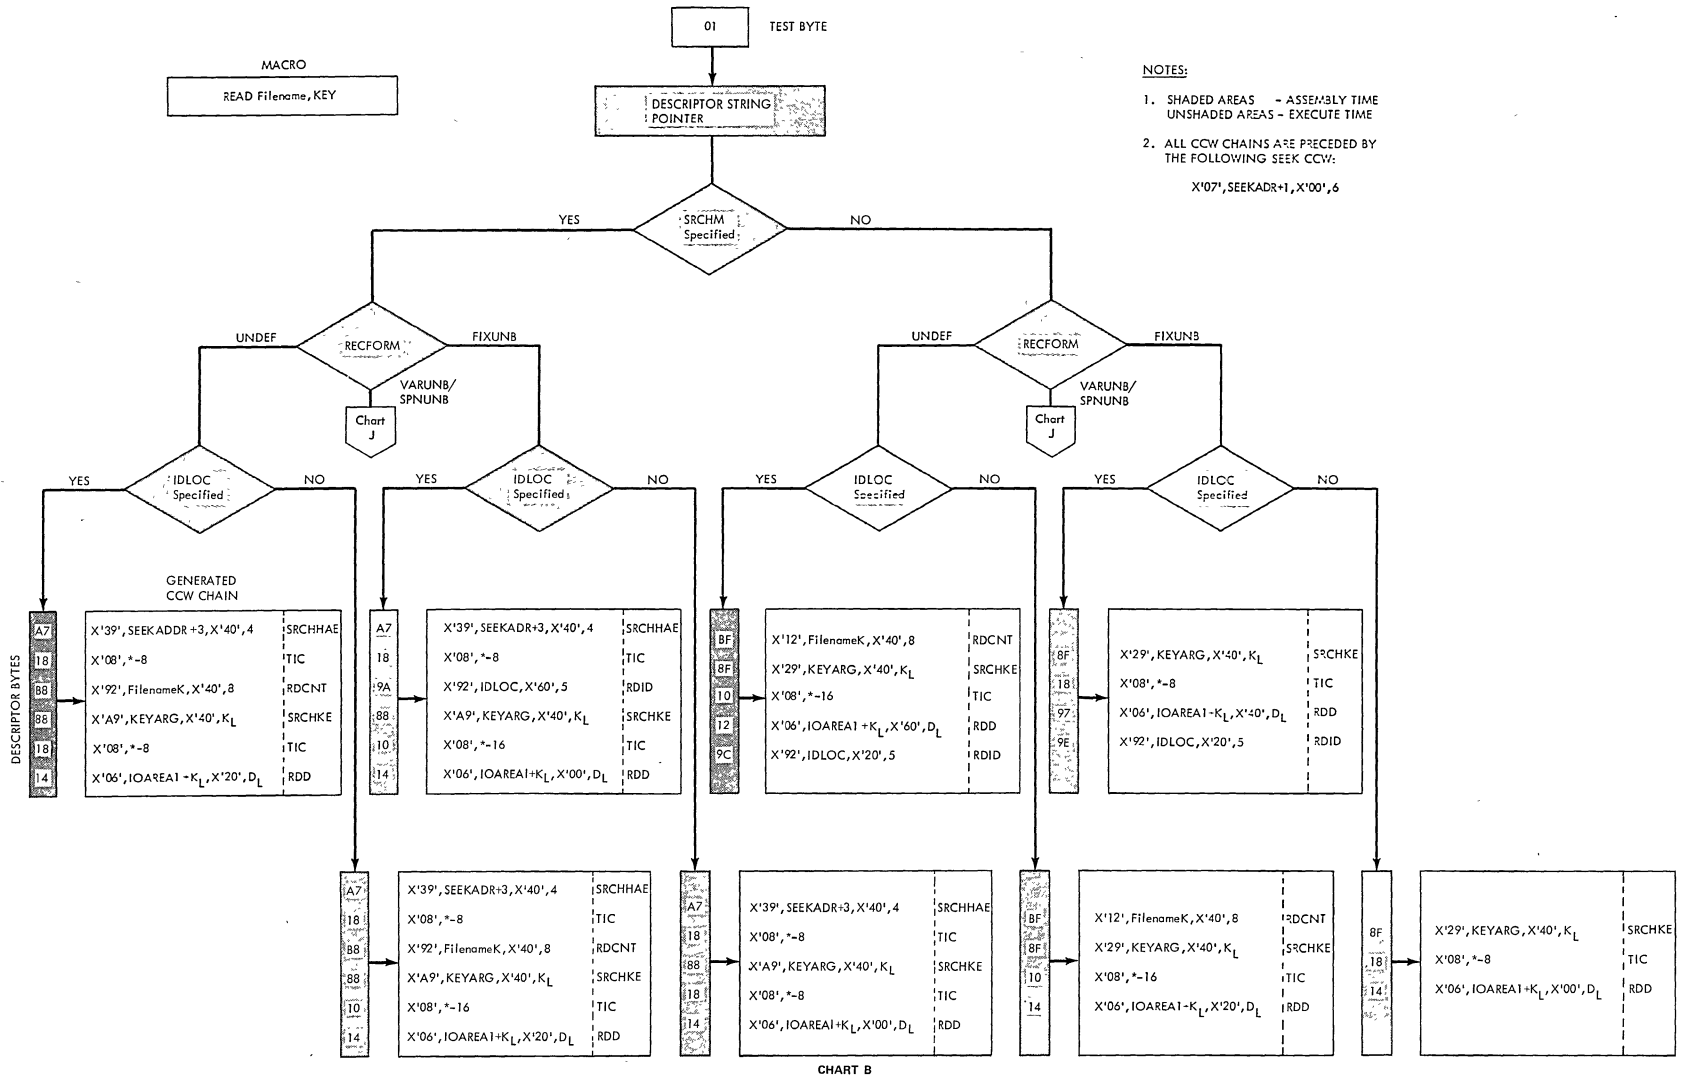 01 TEST BYTE
MACRO
READ Filename,KEY
DESCRIPTOR STRING
POINTER
NOTES:
1. SHADED AREAS - ASSEMBLY TIME
UNSHADED AREAS - EXECUTE TIME
2. ALL CCW CHAINS ARE PRECEDED BY
THE FOLLOWING SEEK CCW:
X'07',SEEKADR+1,X'00',6
SRCHM
Specified
YES
NO
RECFORM
UNDEF
FIXUNB
VARUNB/
SPNUNB
Chart
J
RECFORM
UNDEF
FIXUNB
VARUNB/
SPNUNB
Chart
J
IDLOC
Specified
YES
NO
IDLOC
Specified
YES
NO
IDLOC
Specified
YES
NO
IDLOC
Specified
YES
NO
GENERATED
CCW CHAIN
DESCRIPTOR BYTES
A7 X'39',SEEKADDR+3,X'40',4 SRCHHAE
18 X'08',*-8 TIC
B8 X'92',FilenameK,X'40',8 RDCNT
88 X'A9',KEYARG,X'40',KL SRCHKE
18 X'08',*-8 TIC
14 X'06',IOAREA1+KL,X'20',DL RDD
A7 X'39',SEEKADR+3,X'40',4 SRCHHAE
18 X'08',*-8 TIC
9A X'92',IDLOC,X'60',5 RDID
88 X'A9',KEYARG,X'40',KL SRCHKE
10 X'08',*-16 TIC
14 X'06',IOAREA1+KL,X'00',DL RDD
BF X'12',FilenameK,X'40',8 RDCNT
8F X'29',KEYARG,X'40',KL SRCHKE
10 X'08',*-16 TIC
12 X'06',IOAREA1+KL,X'60',DL RDD
9C X'92',IDLOC,X'20',5 RDID
8F X'29',KEYARG,X'40',KL SRCHKE
18 X'08',*-8 TIC
97 X'06',IOAREA1+KL,X'40',DL RDD
9E X'92',IDLOC,X'20',5 RDID
A7 X'39',SEEKADR+3,X'40',4 SRCHHAE
18 X'08',*-8 TIC
B8 X'92',FilenameK,X'40',8 RDCNT
88 X'A9',KEYARG,X'40',KL SRCHKE
10 X'08',*-16 TIC
14 X'06',IOAREA1+KL,X'20',DL RDD
A7 X'39',SEEKADR+3,X'40',4 SRCHHAE
18 X'08',*-8 TIC
88 X'A9',KEYARG,X'40',KL SRCHKE
18 X'08',*-8 TIC
14 X'06',IOAREA1+KL,X'00',DL RDD
BF X'12',FilenameK,X'40',8 RDCNT
8F X'29',KEYARG,X'40',KL SRCHKE
10 X'08',*-16 TIC
14 X'06',IOAREA1+KL,X'20',DL RDD
8F X'29',KEYARG,X'40',KL SRCHKE
18 X'08',*-8 TIC
14 X'06',IOAREA1+KL,X'00',DL RDD
CHART B